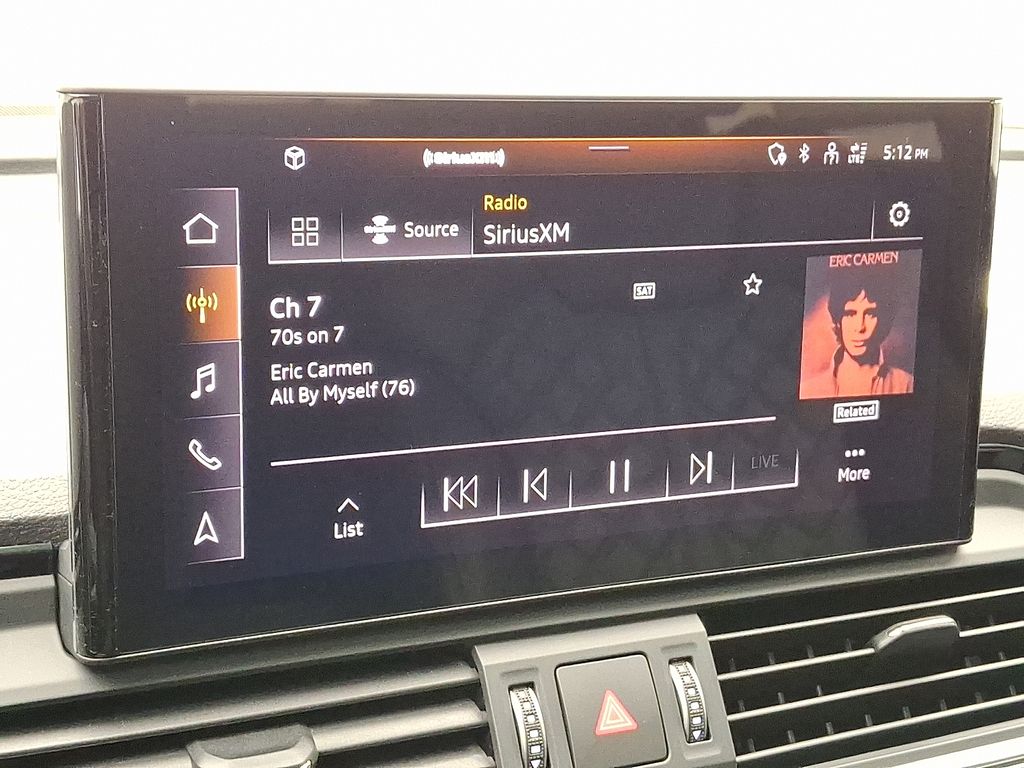 SiriusXM
LTE
5:12 PM
Source
Radio
SiriusXM
Ch 7
SAT
70s on 7
Eric Carmen
All By Myself (76)
ERIC CARMEN
Related
LIVE
More
List